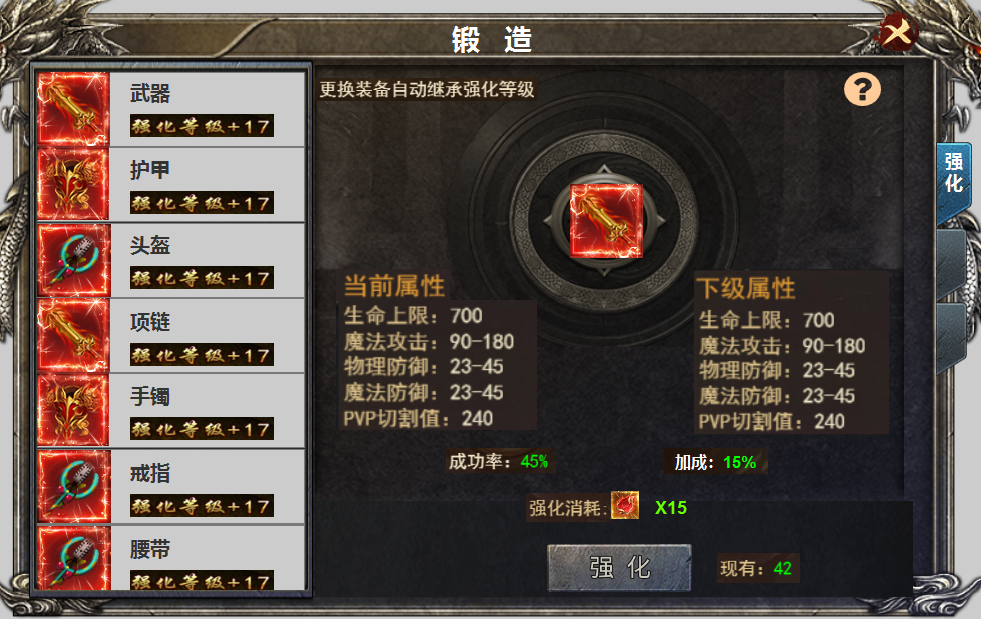 锻 造
武器
强化等级+17
护甲
强化等级+17
头盔
强化等级+17
项链
强化等级+17
手镯
强化等级+17
戒指
强化等级+17
腰带
强化等级+17
更换装备自动继承强化等级
?
强化
当前属性
生命上限：700
魔法攻击：90-180
物理防御：23-45
魔法防御：23-45
PVP切割值：240
下级属性
生命上限：700
魔法攻击：90-180
物理防御：23-45
魔法防御：23-45
PVP切割值：240
成功率：45%
加成：15%
强化消耗: X15
强 化
现有：42